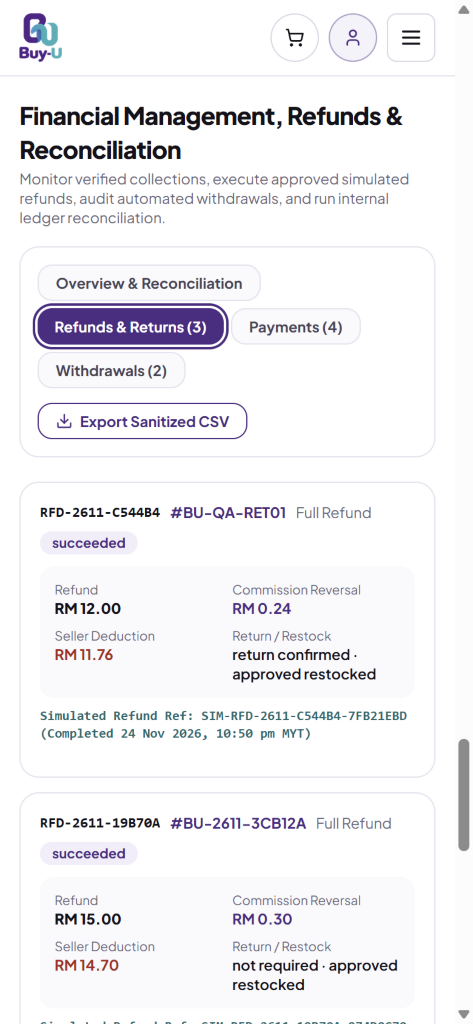 Buy-U
Financial Management, Refunds &
Reconciliation
Monitor verified collections, execute approved simulated
refunds, audit automated withdrawals, and run internal
ledger reconciliation.
Overview & Reconciliation
Refunds & Returns (3)
Payments (4)
Withdrawals (2)
Export Sanitized CSV
RFD-2611-C544B4 #BU-QA-RET01 Full Refund
succeeded
Refund
RM 12.00
Commission Reversal
RM 0.24
Seller Deduction
RM 11.76
Return / Restock
return confirmed ·
approved restocked
Simulated Refund Ref: SIM-RFD-2611-C544B4-7FB21EBD
(Completed 24 Nov 2026, 10:50 pm MYT)
RFD-2611-19B70A #BU-2611-3CB12A Full Refund
succeeded
Refund
RM 15.00
Commission Reversal
RM 0.30
Seller Deduction
RM 14.70
Return / Restock
not required · approved
restocked